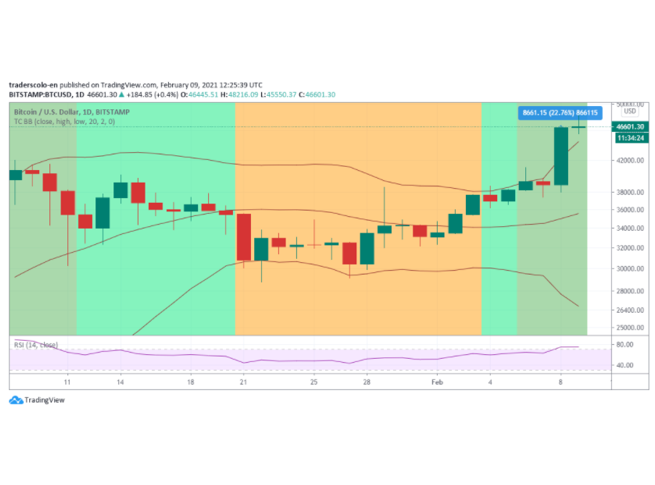 traderscolo-en published on TradingView.com, February 09, 2021 12:25:39 UTC
BITSTAMP:BTCUSD, 1D 46601.30 ▲ +184.85 (+0.4%) O:46445.51 H:48216.09 L:45550.37 C:46601.30
Bitcoin / U.S. Dollar, 1D, BITSTAMP
TC BB (close, high, low, 20, 2, 0)
8661.15 (22.76%) 866115
50000.00
USD
46601.30
11:34:24
42000.00
38000.00
36000.00
34000.00
32000.00
30000.00
28000.00
26400.00
25000.00
RSI (14, close)
80.00
40.00
11 14 18 21 25 28 Feb 4 8
TradingView